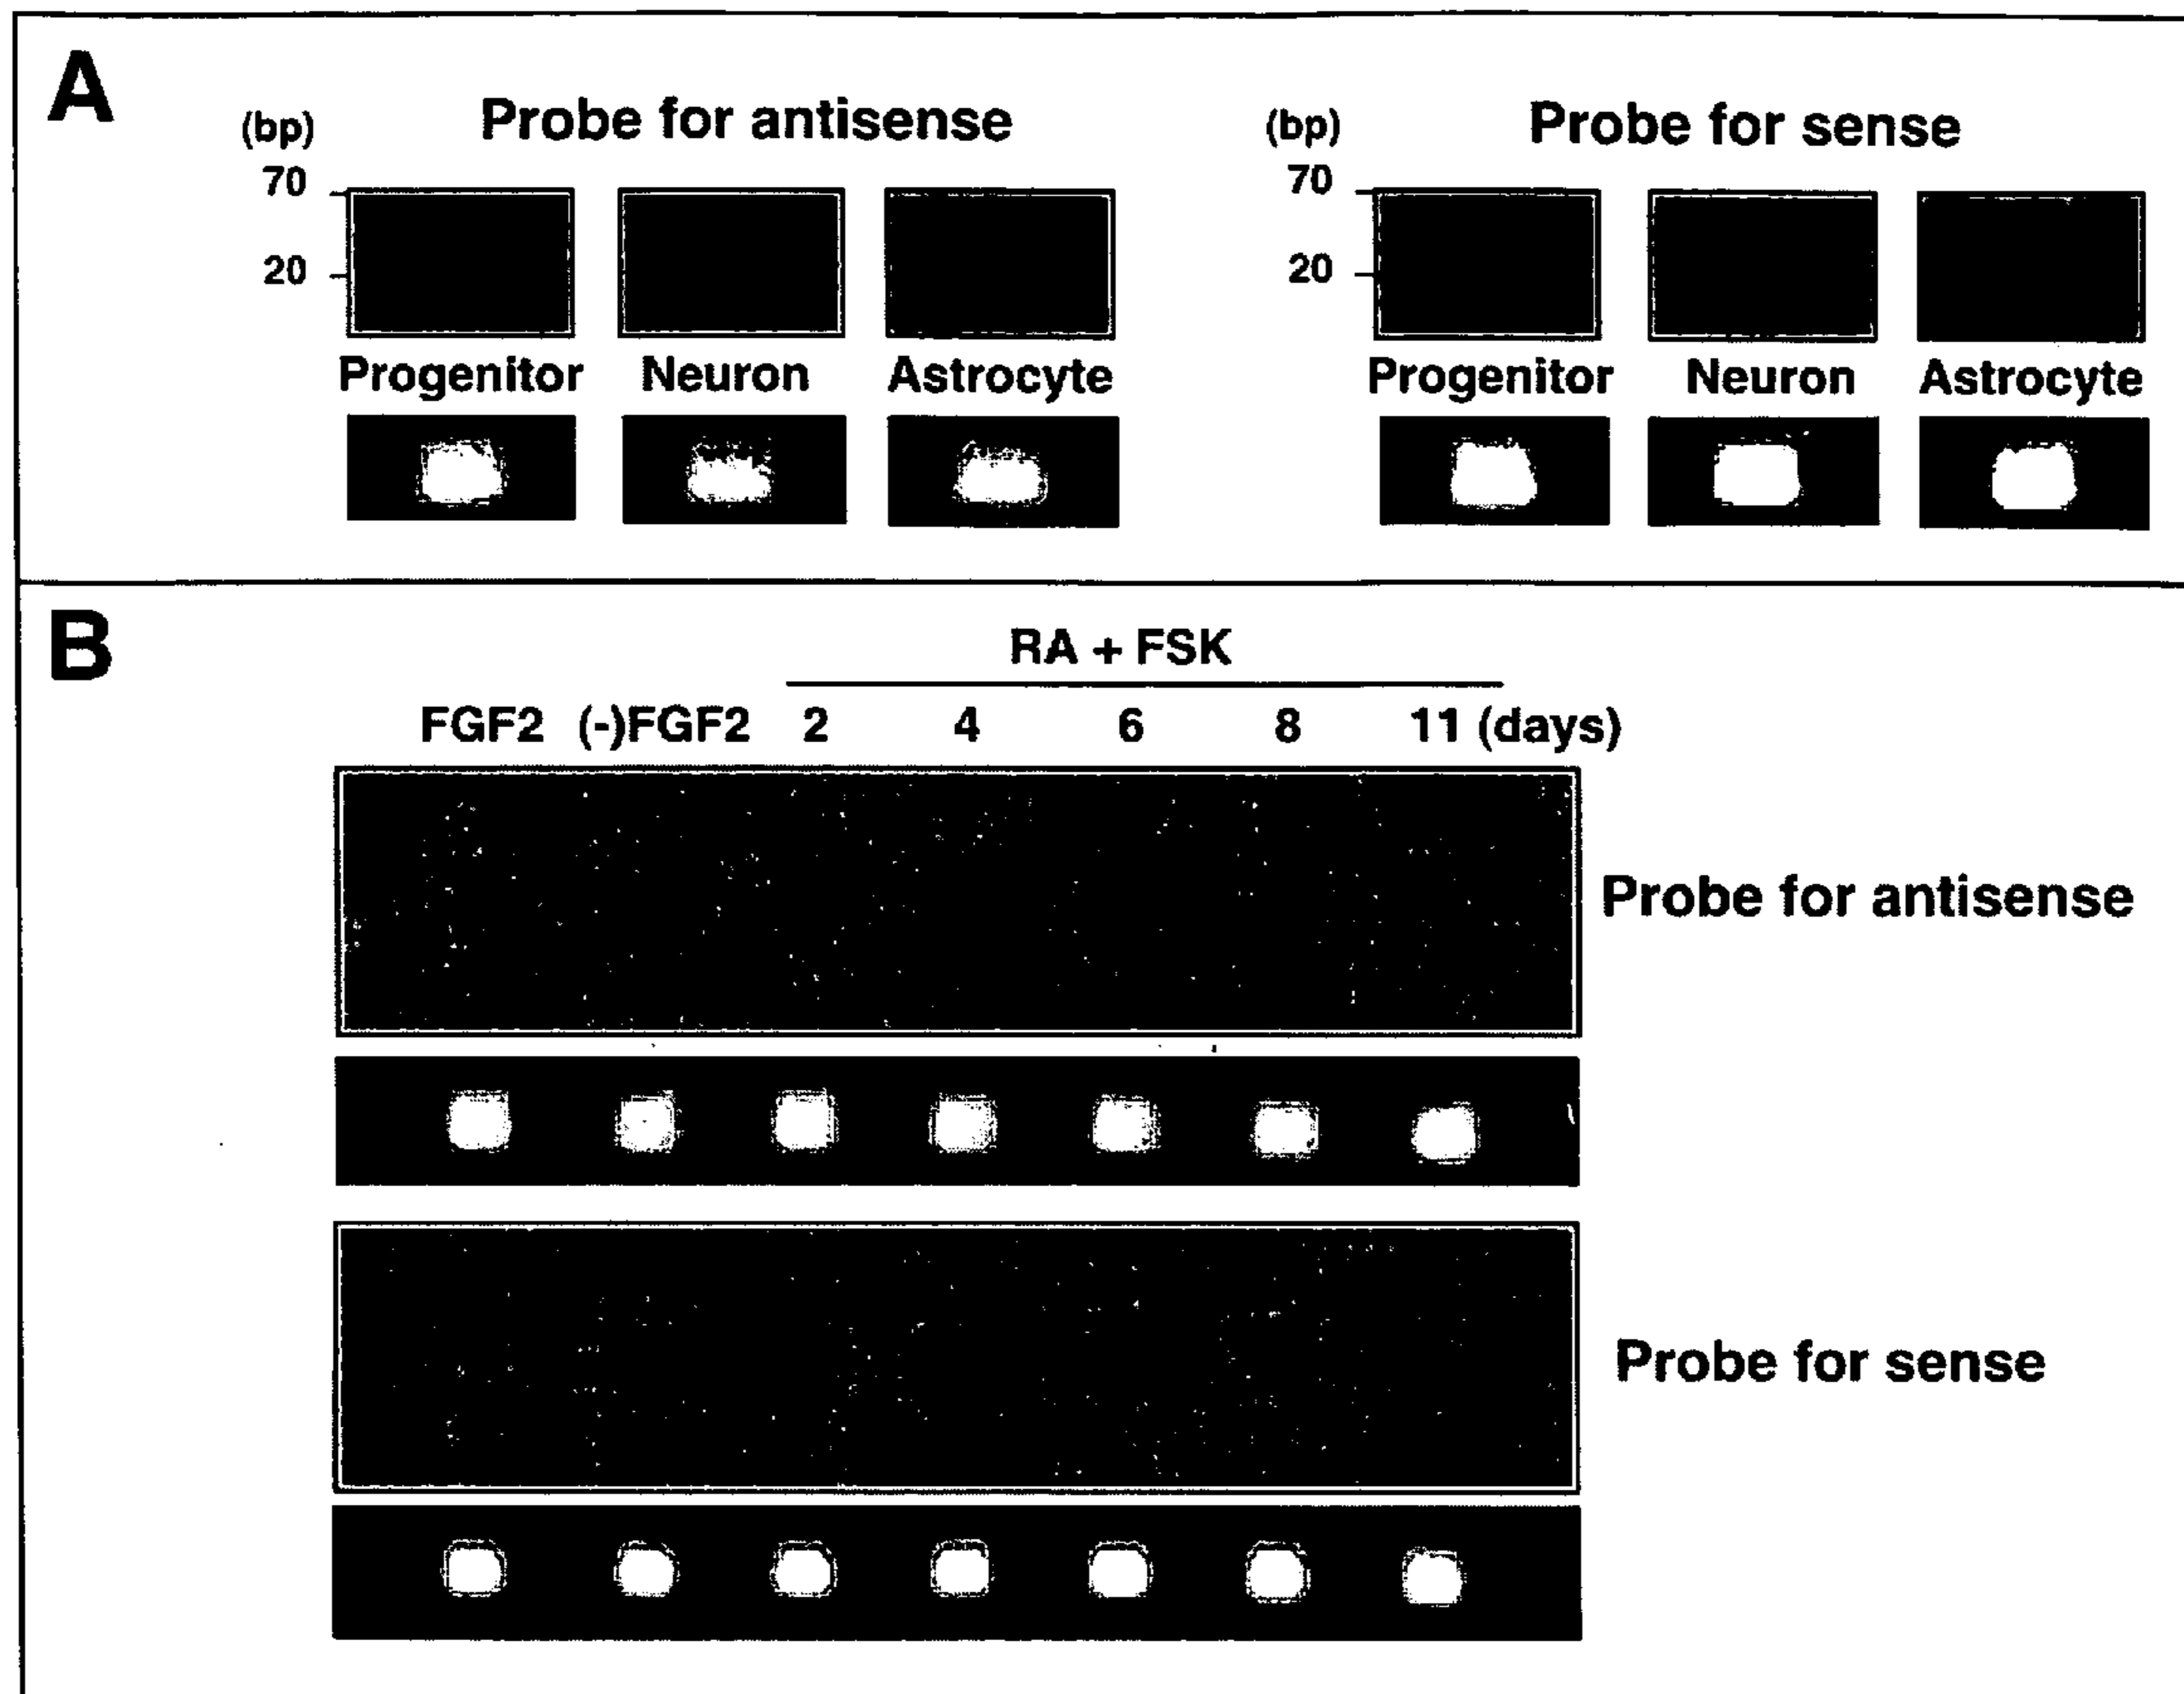 A
(bp) Probe for antisense (bp) Probe for sense
70 70
20 20
Progenitor Neuron Astrocyte Progenitor Neuron Astrocyte
B
RA + FSK
FGF2 (-)FGF2 2 4 6 8 11 (days)
Probe for antisense
Probe for sense